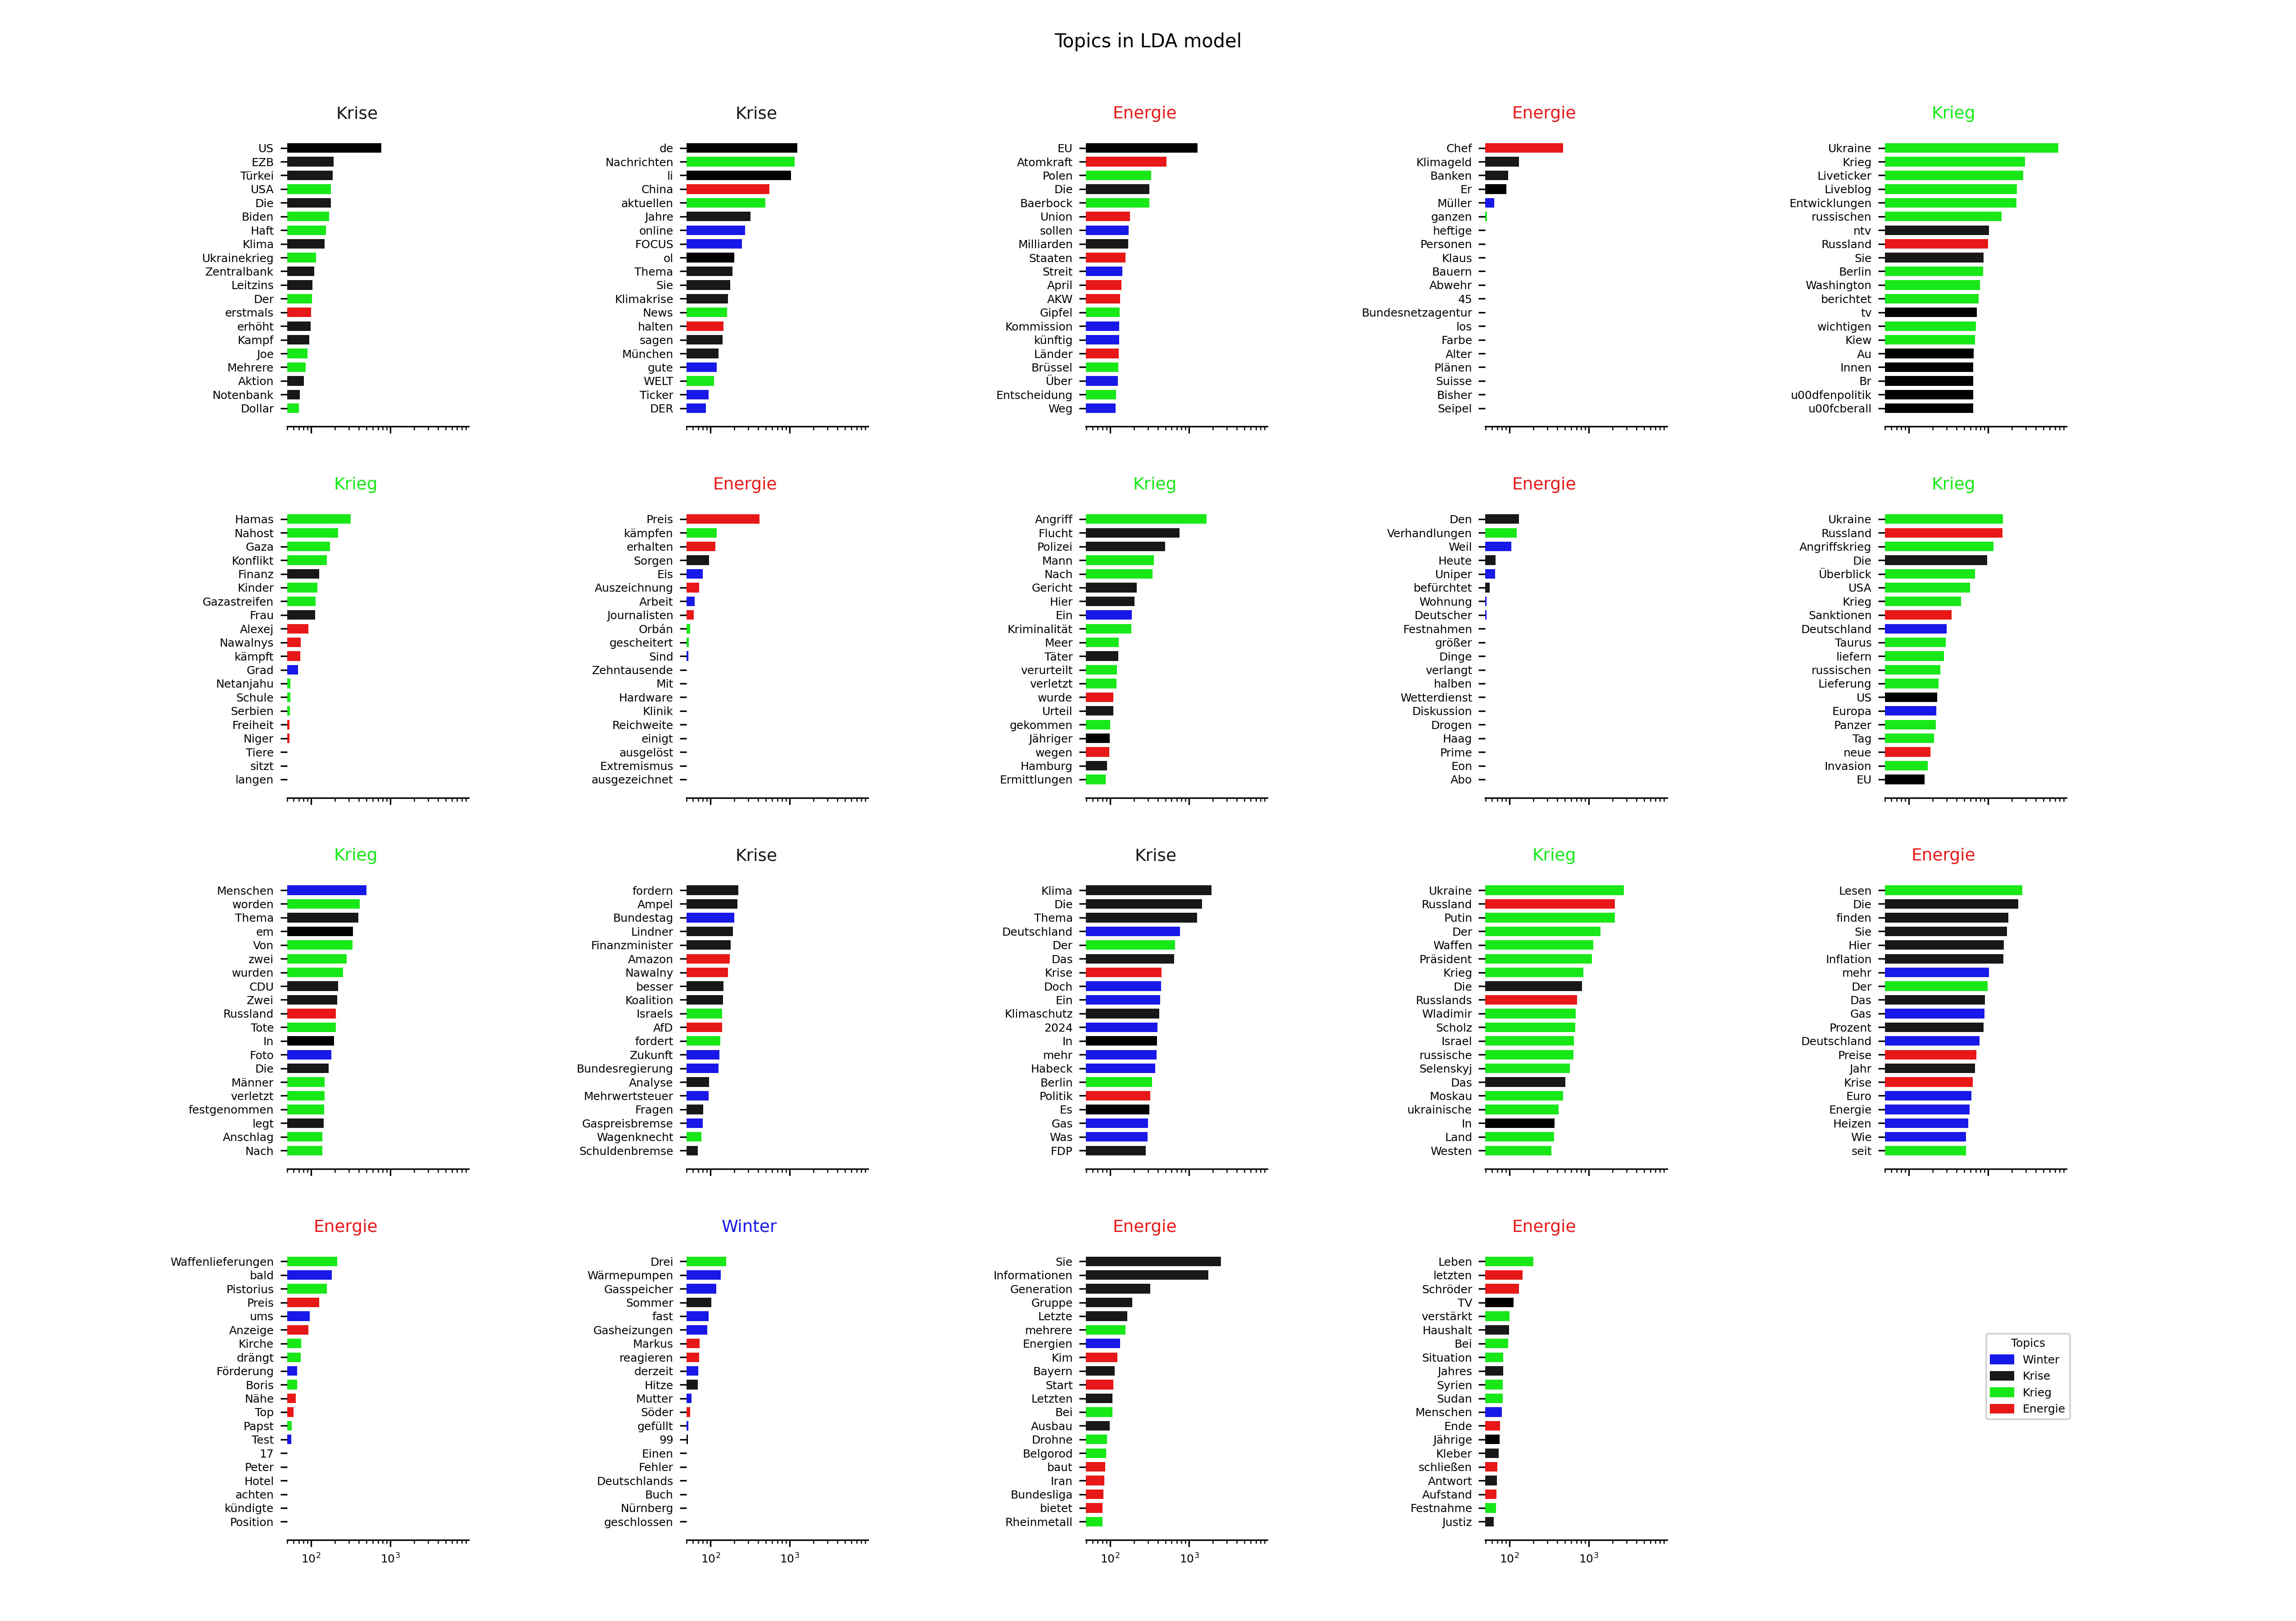 Topics in LDA model
Krise
US
EZB
Türkei
USA
Die
Biden
Haft
Klima
Ukrainekrieg
Zentralbank
Leitzins
Der
erstmals
erhöht
Kampf
Joe
Mehrere
Aktion
Notenbank
Dollar
Krise
de
Nachrichten
li
China
aktuellen
Jahre
online
FOCUS
ol
Thema
Sie
Klimakrise
News
halten
sagen
München
gute
WELT
Ticker
DER
Energie
EU
Atomkraft
Polen
Die
Baerbock
Union
sollen
Milliarden
Staaten
Streit
April
AKW
Gipfel
Kommission
künftig
Länder
Brüssel
Über
Entscheidung
Weg
Energie
Chef
Klimageld
Banken
Er
Müller
ganzen
heftige
Personen
Klaus
Bauern
Abwehr
45
Bundesnetzagentur
los
Farbe
Alter
Plänen
Suisse
Bisher
Seipel
Krieg
Ukraine
Krieg
Liveticker
Liveblog
Entwicklungen
russischen
ntv
Russland
Sie
Berlin
Washington
berichtet
tv
wichtigen
Kiew
Au
Innen
Br
u00dfenpolitik
u00fcberall
Krieg
Hamas
Nahost
Gaza
Konflikt
Finanz
Kinder
Gazastreifen
Frau
Alexej
Nawalnys
kämpft
Grad
Netanjahu
Schule
Serbien
Freiheit
Niger
Tiere
sitzt
langen
Energie
Preis
kämpfen
erhalten
Sorgen
Eis
Auszeichnung
Arbeit
Journalisten
Orbán
gescheitert
Sind
Zehntausende
Mit
Hardware
Klinik
Reichweite
einigt
ausgelöst
Extremismus
ausgezeichnet
Krieg
Angriff
Flucht
Polizei
Mann
Nach
Gericht
Hier
Ein
Kriminalität
Meer
Täter
verurteilt
verletzt
wurde
Urteil
gekommen
Jähriger
wegen
Hamburg
Ermittlungen
Energie
Den
Verhandlungen
Weil
Heute
Uniper
befürchtet
Wohnung
Deutscher
Festnahmen
größer
Dinge
verlangt
halben
Wetterdienst
Diskussion
Drogen
Haag
Prime
Eon
Abo
Krieg
Ukraine
Russland
Angriffskrieg
Die
Überblick
USA
Krieg
Sanktionen
Deutschland
Taurus
liefern
russischen
Lieferung
US
Europa
Panzer
Tag
neue
Invasion
EU
Krieg
Menschen
worden
Thema
em
Von
zwei
wurden
CDU
Zwei
Russland
Tote
In
Foto
Die
Männer
verletzt
festgenommen
legt
Anschlag
Nach
Krise
fordern
Ampel
Bundestag
Lindner
Finanzminister
Amazon
Nawalny
besser
Koalition
Israels
AfD
fordert
Zukunft
Bundesregierung
Analyse
Mehrwertsteuer
Fragen
Gaspreisbremse
Wagenknecht
Schuldenbremse
Krise
Klima
Die
Thema
Deutschland
Der
Das
Krise
Doch
Ein
Klimaschutz
2024
In
mehr
Habeck
Berlin
Politik
Es
Gas
Was
FDP
Krieg
Ukraine
Russland
Putin
Der
Waffen
Präsident
Krieg
Die
Russlands
Wladimir
Scholz
Israel
russische
Selenskyj
Das
Moskau
ukrainische
In
Land
Westen
Energie
Lesen
Die
finden
Sie
Hier
Inflation
mehr
Der
Das
Gas
Prozent
Deutschland
Preise
Jahr
Krise
Euro
Energie
Heizen
Wie
seit
Energie
Waffenlieferungen
bald
Pistorius
Preis
ums
Anzeige
Kirche
drängt
Förderung
Boris
Nähe
Top
Papst
Test
17
Peter
Hotel
achten
kündigte
Position
10² 10³
Winter
Drei
Wärmepumpen
Gasspeicher
Sommer
fast
Gasheizungen
Markus
reagieren
derzeit
Hitze
Mutter
Söder
gefüllt
99
Einen
Fehler
Deutschlands
Buch
Nürnberg
geschlossen
10² 10³
Energie
Sie
Informationen
Generation
Gruppe
Letzte
mehrere
Energien
Kim
Bayern
Start
Letzten
Bei
Ausbau
Drohne
Belgorod
baut
Iran
Bundesliga
bietet
Rheinmetall
10² 10³
Energie
Leben
letzten
Schröder
TV
verstärkt
Haushalt
Bei
Situation
Jahres
Syrien
Sudan
Menschen
Ende
Jährige
Kleber
schließen
Antwort
Aufstand
Festnahme
Justiz
10² 10³
Topics
Winter
Krise
Krieg
Energie